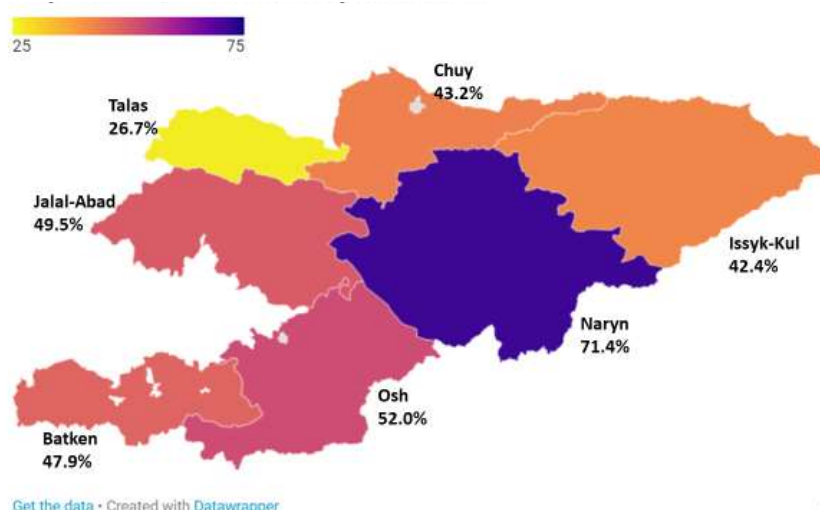 25 75
Chuy
43.2%
Talas
26.7%
Jalal-Abad
49.5%
Issyk-Kul
42.4%
Naryn
71.4%
Osh
52.0%
Batken
47.9%
Get the data • Created with Datawrapper